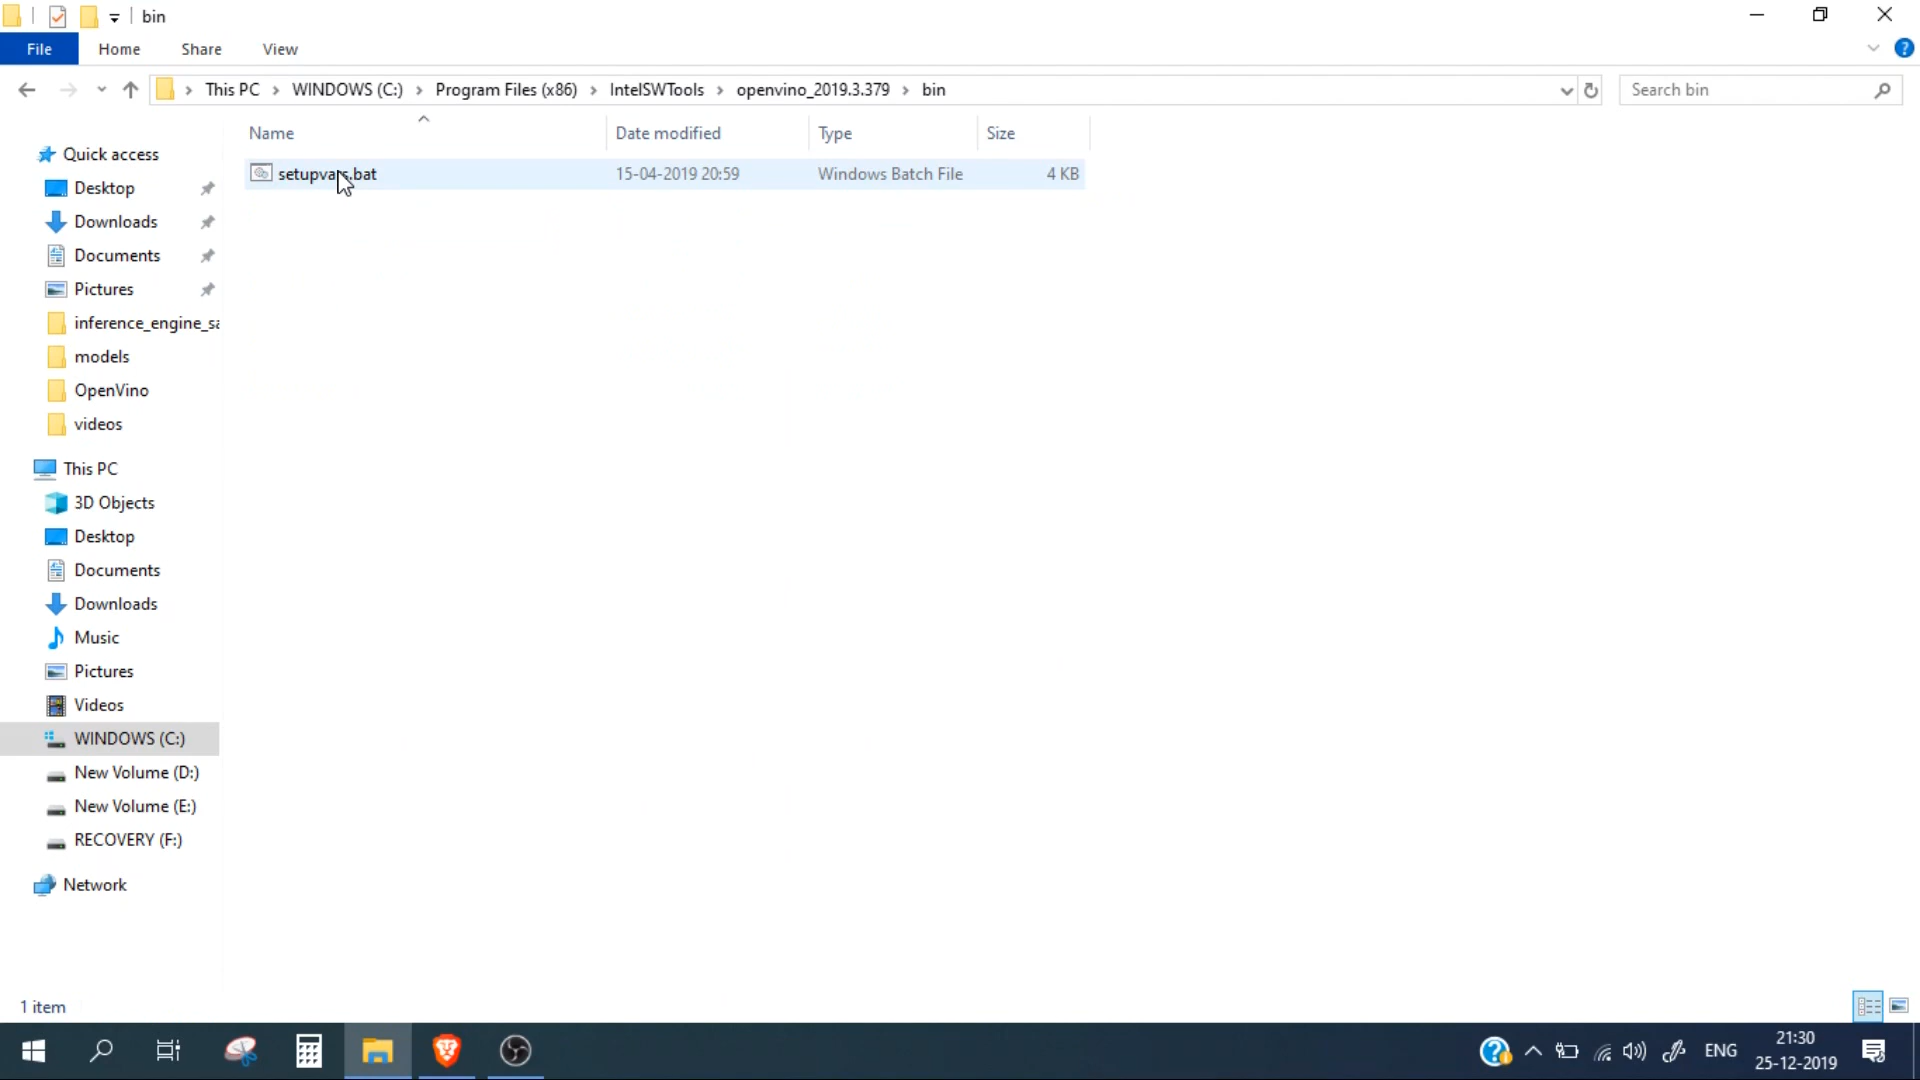 bin
File Home Share View
This PC WINDOWS (C:) Program Files (x86) IntelSWTools openvino_2019.3.379 bin Search bin
Name Date modified Type Size
setupvars.bat 15-04-2019 20:59 Windows Batch File 4 KB
Quick access
Desktop
Downloads
Documents
Pictures
inference_engine_sa
models
OpenVino
videos
This PC
3D Objects
Desktop
Documents
Downloads
Music
Pictures
Videos
WINDOWS (C:)
New Volume (D:)
New Volume (E:)
RECOVERY (F:)
Network
1 item
ENG 21:30
25-12-2019